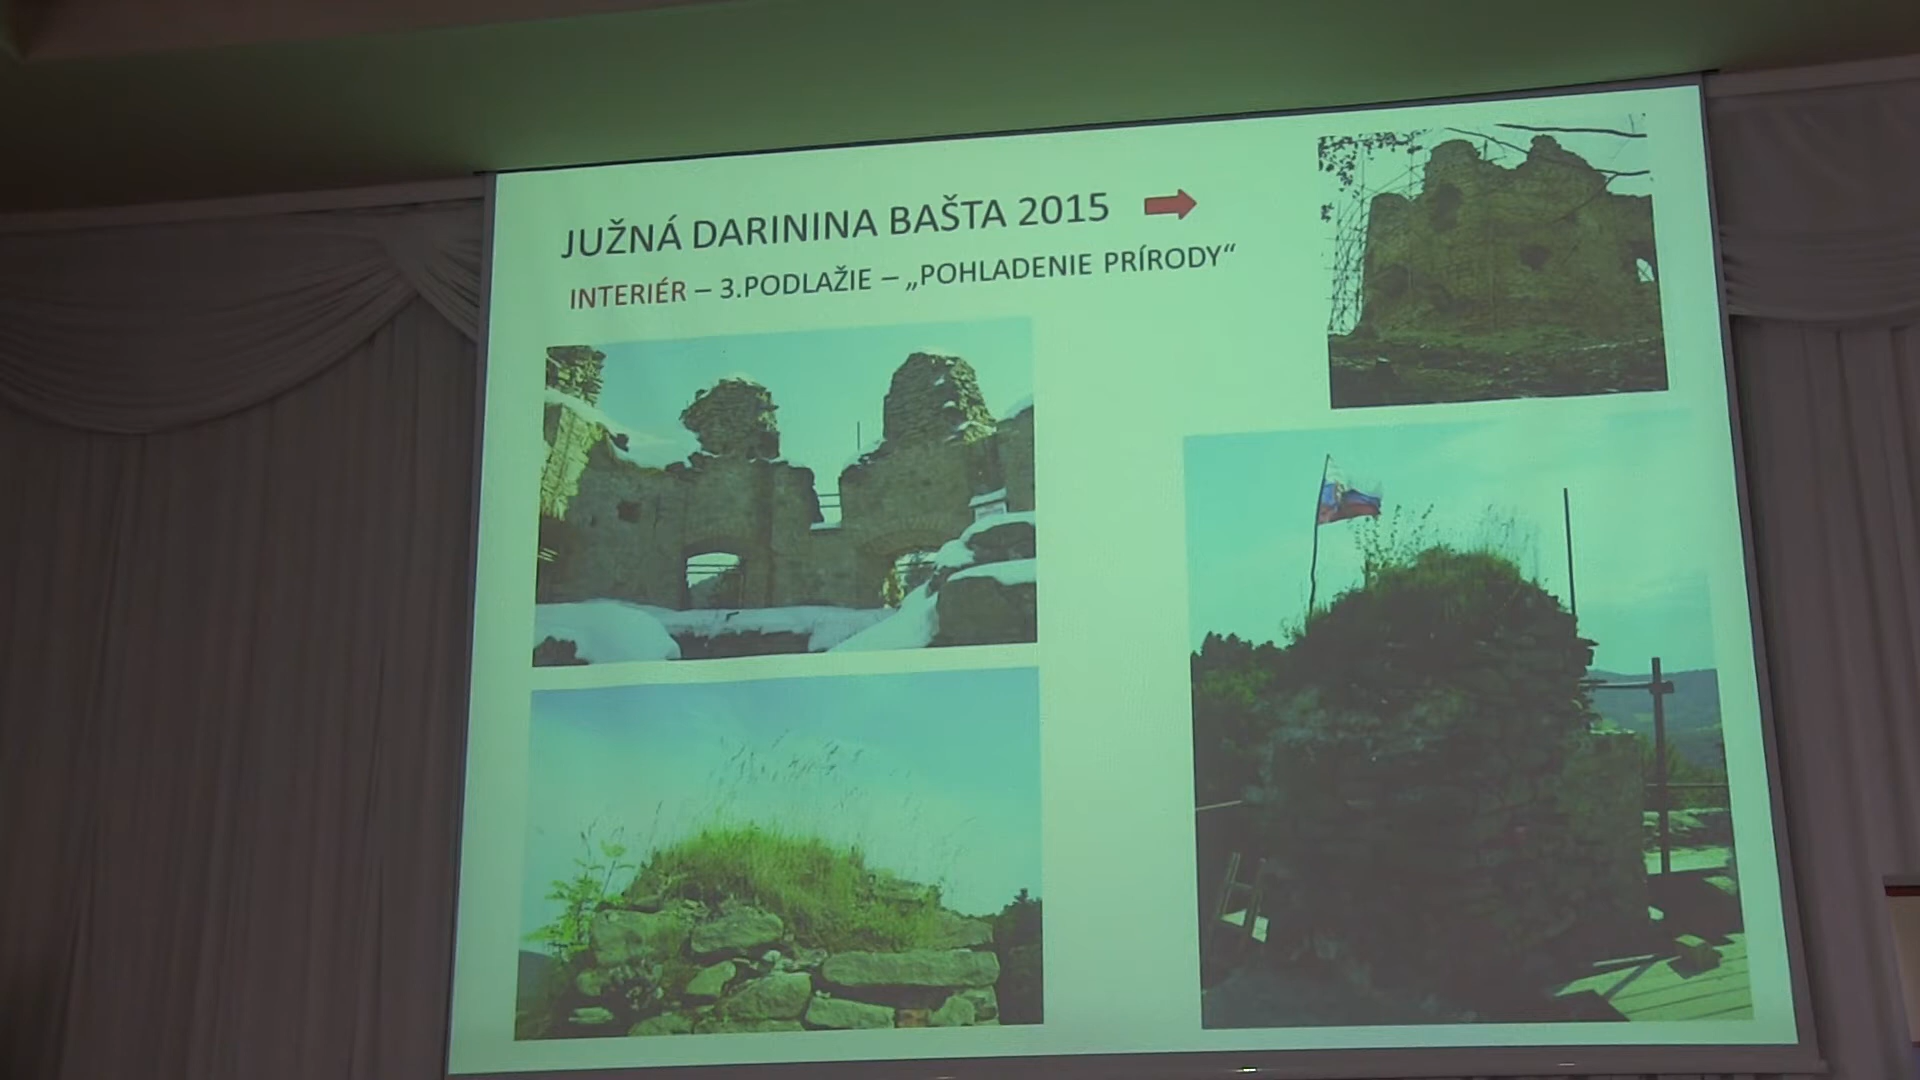 JUŽNÁ DARININA BAŠTA 2015
INTERIÉR – 3.PODLAŽIE – „POHLADENIE PRÍRODY“